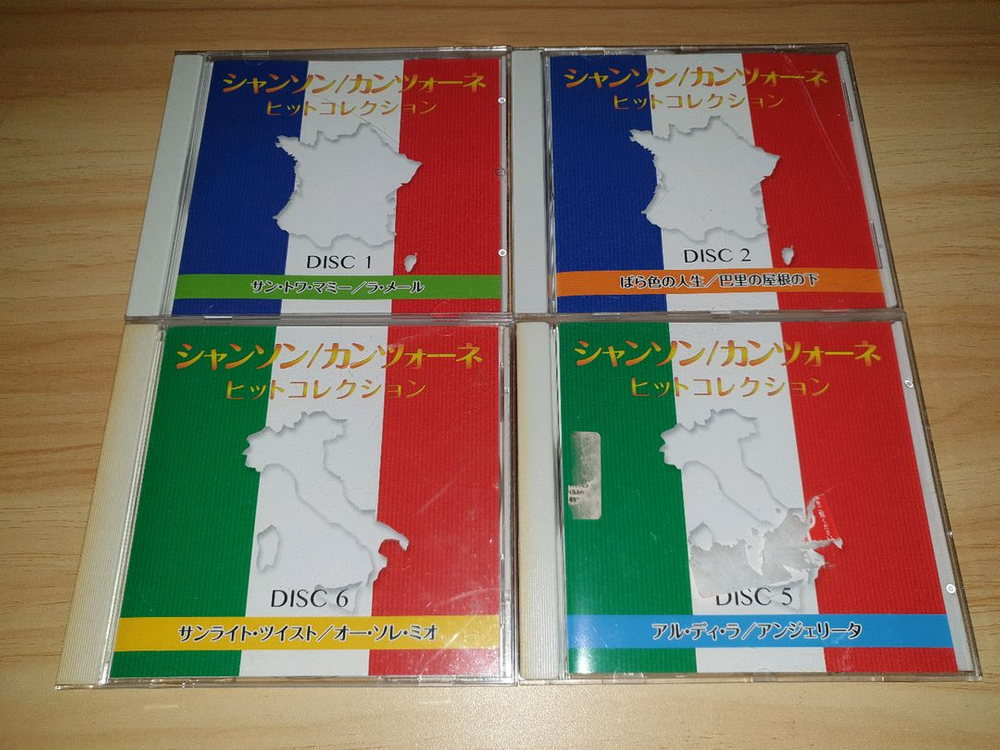 シャンソン/カンツォーネ
ヒットコレクション
DISC 1
サン・トワ・マミー/ラ・メール
シャンソン/カンツォーネ
ヒットコレクション
DISC 2
ばら色の人生/巴里の屋根の下
シャンソン/カンツォーネ
ヒットコレクション
DISC 6
サンライト・ツイスト/オー・ソレ・ミオ
シャンソン/カンツォーネ
ヒットコレクション
DISC 5
アル・ディ・ラ/アンジェリータ